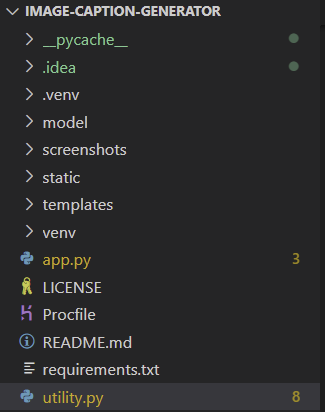 IMAGE-CAPTION-GENERATOR
__pycache__
.idea
.venv
model
screenshots
static
templates
venv
app.py 3
LICENSE
Procfile
README.md
requirements.txt
utility.py 8